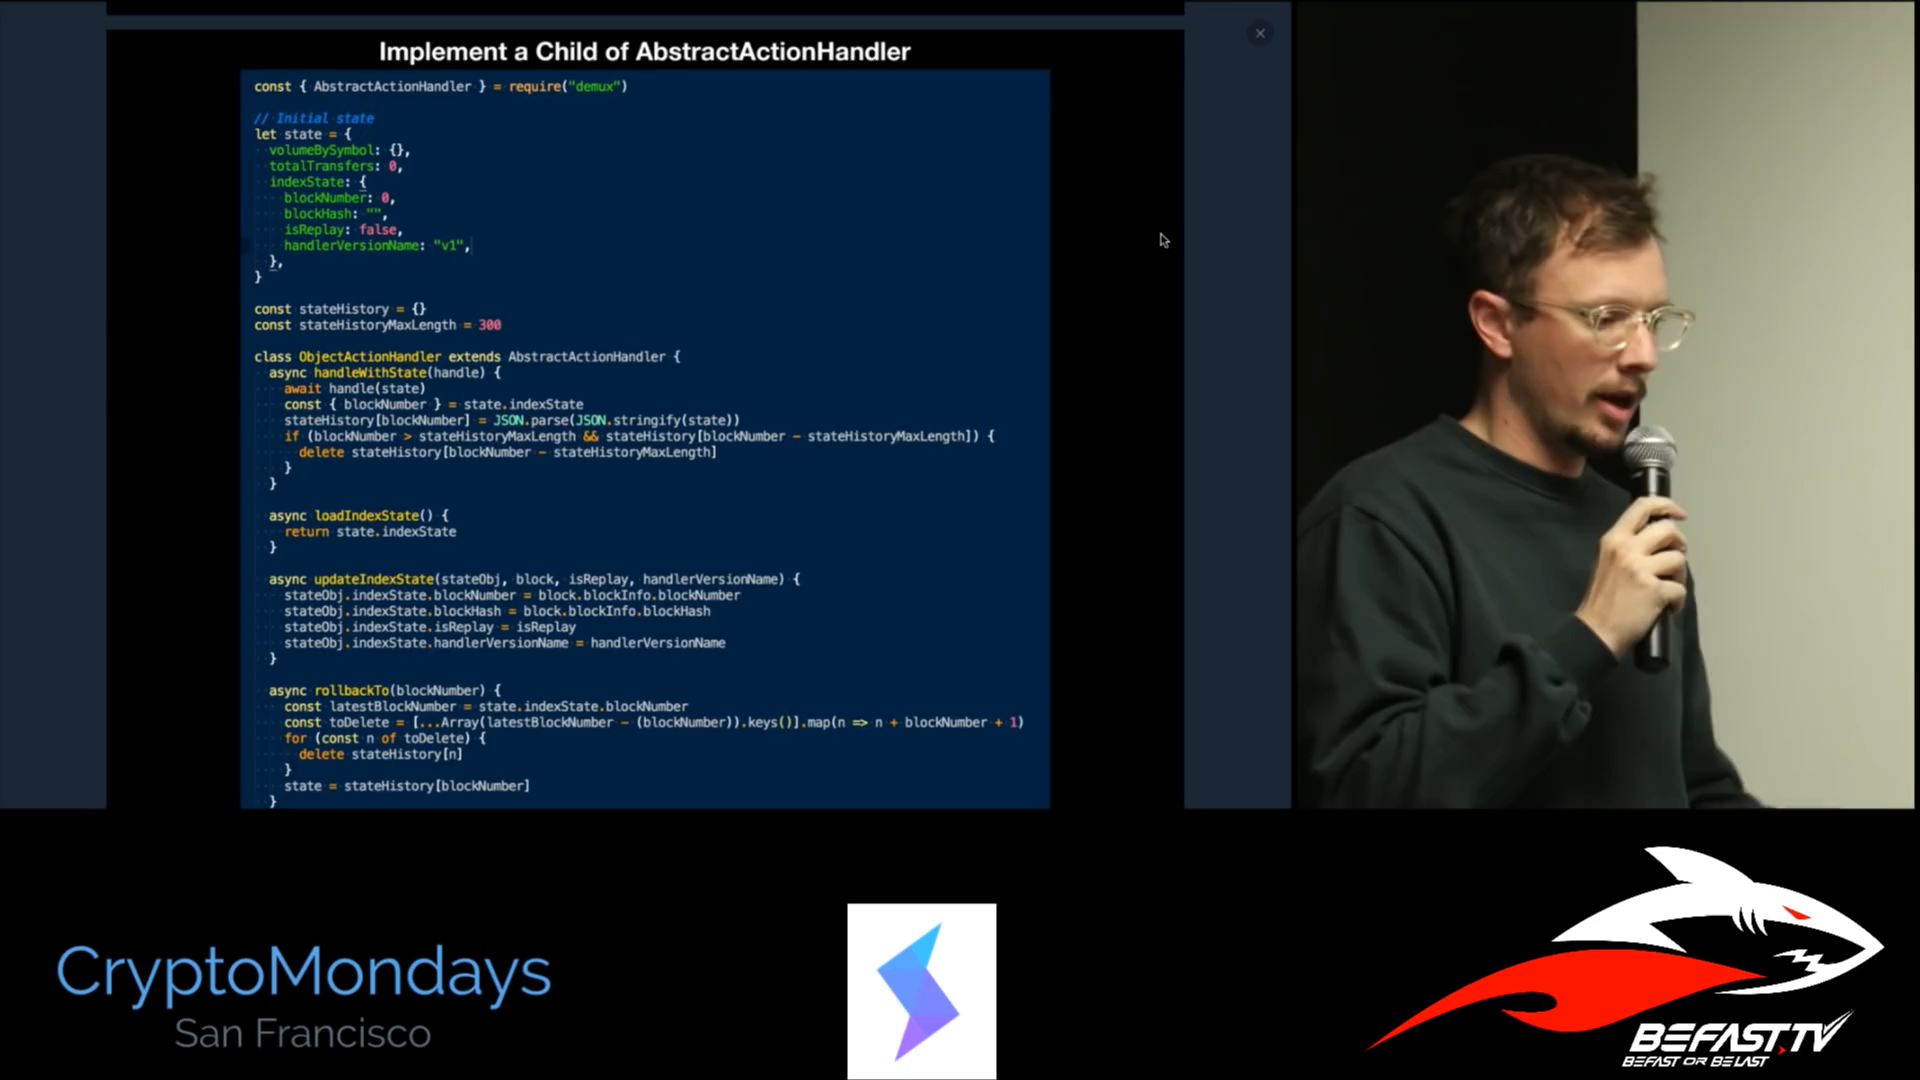 Implement a Child of AbstractActionHandler
const { AbstractActionHandler } = require("demux")
// Initial state
let state = {
volumeBySymbol: {},
totalTransfers: 0,
indexState: {
blockNumber: 0,
blockHash: "",
isReplay: false,
handlerVersionName: "v1",
},
}
const stateHistory = {}
const stateHistoryMaxLength = 300
class ObjectActionHandler extends AbstractActionHandler {
async handleWithState(handle) {
await handle(state)
const { blockNumber } = state.indexState
stateHistory[blockNumber] = JSON.parse(JSON.stringify(state))
if (blockNumber > stateHistoryMaxLength && stateHistory[blockNumber - stateHistoryMaxLength]) {
delete stateHistory[blockNumber - stateHistoryMaxLength]
}
}
async loadIndexState() {
return state.indexState
}
async updateIndexState(stateObj, block, isReplay, handlerVersionName) {
stateObj.indexState.blockNumber = block.blockInfo.blockNumber
stateObj.indexState.blockHash = block.blockInfo.blockHash
stateObj.indexState.isReplay = isReplay
stateObj.indexState.handlerVersionName = handlerVersionName
}
async rollbackTo(blockNumber) {
const latestBlockNumber = state.indexState.blockNumber
const toDelete = [...Array(latestBlockNumber - (blockNumber)).keys()].map(n => n + blockNumber + 1)
for (const n of toDelete) {
delete stateHistory[n]
}
state = stateHistory[blockNumber]
}
CryptoMondays
San Francisco
BEFAST.TV
BEFAST OR BE LAST